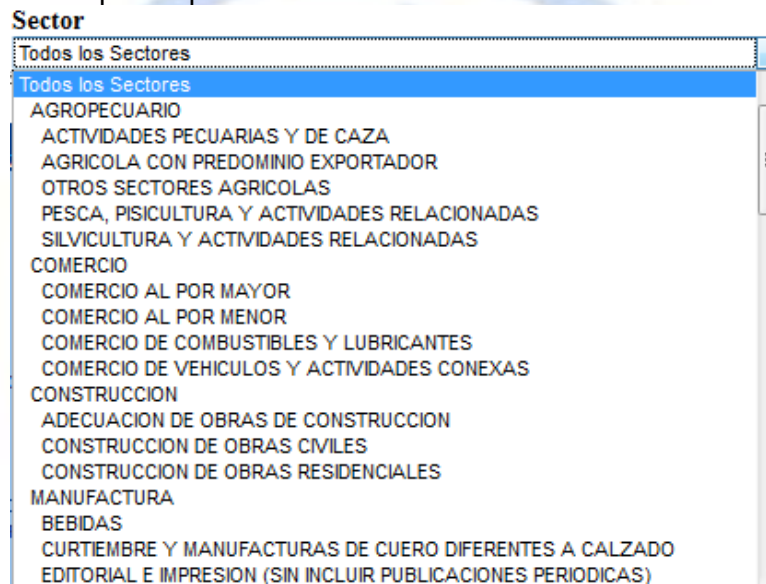 Sector
Todos los Sectores
Todos los Sectores
AGROPECUARIO
ACTIVIDADES PECUARIAS Y DE CAZA
AGRICOLA CON PREDOMINIO EXPORTADOR
OTROS SECTORES AGRICOLAS
PESCA, PISICULTURA Y ACTIVIDADES RELACIONADAS
SILVICULTURA Y ACTIVIDADES RELACIONADAS
COMERCIO
COMERCIO AL POR MAYOR
COMERCIO AL POR MENOR
COMERCIO DE COMBUSTIBLES Y LUBRICANTES
COMERCIO DE VEHICULOS Y ACTIVIDADES CONEXAS
CONSTRUCCION
ADECUACION DE OBRAS DE CONSTRUCCION
CONSTRUCCION DE OBRAS CIVILES
CONSTRUCCION DE OBRAS RESIDENCIALES
MANUFACTURA
BEBIDAS
CURTIEMBRE Y MANUFACTURAS DE CUERO DIFERENTES A CALZADO
EDITORIAL E IMPRESION (SIN INCLUIR PUBLICACIONES PERIODICAS)